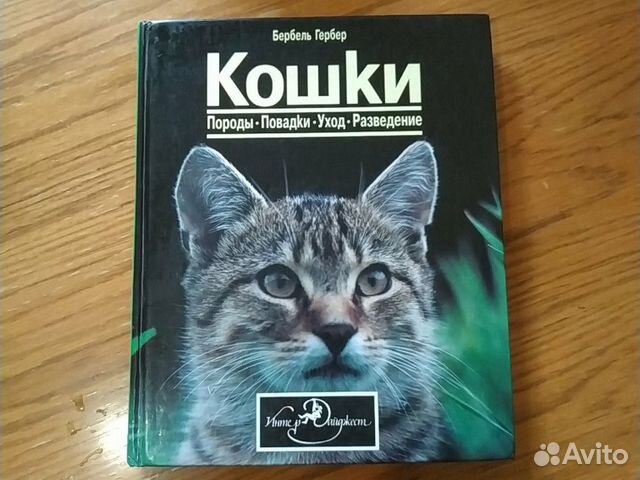 Бербель Гербер
Кошки
Породы·Повадки·Уход·Разведение
Интер Дайджест
Avito